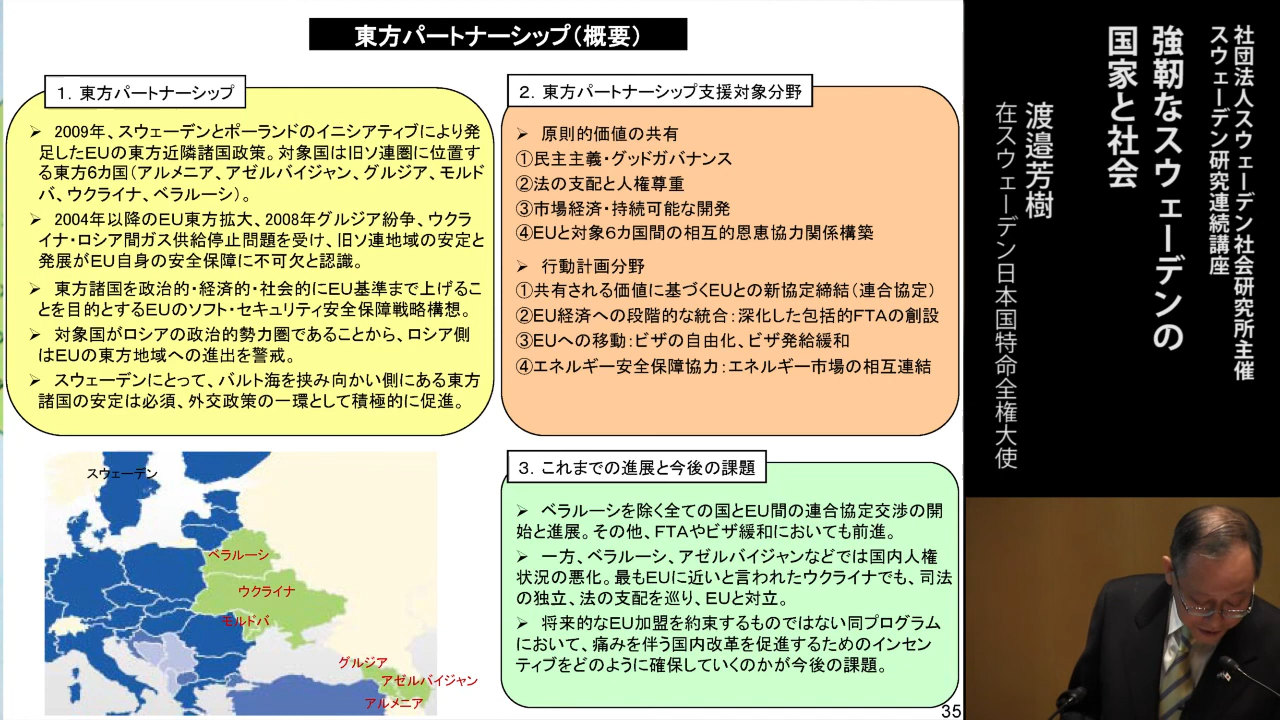 東方パートナーシップ(概要)
1. 東方パートナーシップ
➢ 2009年、スウェーデンとポーランドのイニシアティブにより発
足したEUの東方近隣諸国政策。対象国は旧ソ連圏に位置す
る東方6カ国(アルメニア、アゼルバイジャン、グルジア、モルド
バ、ウクライナ、ベラルーシ)。
➢ 2004年以降のEU東方拡大、2008年グルジア紛争、ウクラ
イナ・ロシア間ガス供給停止問題を受け、旧ソ連地域の安定と
発展がEU自身の安全保障に不可欠と認識。
➢ 東方諸国を政治的・経済的・社会的にEU基準まで上げるこ
とを目的とするEUのソフト・セキュリティ安全保障戦略構想。
➢ 対象国がロシアの政治的勢力圏であることから、ロシア側
はEUの東方地域への進出を警戒。
➢ スウェーデンにとって、バルト海を挟み向かい側にある東方
諸国の安定は必須、外交政策の一環として積極的に促進。
2. 東方パートナーシップ支援対象分野
➢ 原則的価値の共有
①民主主義・グッドガバナンス
②法の支配と人権尊重
③市場経済・持続可能な開発
④EUと対象6カ国間の相互的恩恵協力関係構築
➢ 行動計画分野
①共有される価値に基づくEUとの新協定締結(連合協定)
②EU経済への段階的な統合:深化した包括的FTAの創設
③EUへの移動:ビザの自由化、ビザ発給緩和
④エネルギー安全保障協力:エネルギー市場の相互連結
3. これまでの進展と今後の課題
➢ ベラルーシを除く全ての国とEU間の連合協定交渉の開
始と進展。その他、FTAやビザ緩和においても前進。
➢ 一方、ベラルーシ、アゼルバイジャンなどでは国内人権
状況の悪化。最もEUに近いと言われたウクライナでも、司法
の独立、法の支配を巡り、EUと対立。
➢ 将来的なEU加盟を約束するものではない同プログラム
において、痛みを伴う国内改革を促進するためのインセン
ティブをどのように確保していくのかが今後の課題。
スウェーデン
ベラルーシ
ウクライナ
モルドバ
グルジア
アゼルバイジャン
アルメニア
35
社団法人スウェーデン社会研究所主催
スウェーデン研究連続講座
強靭なスウェーデンの
国家と社会
渡邉芳樹
在スウェーデン日本国特命全権大使